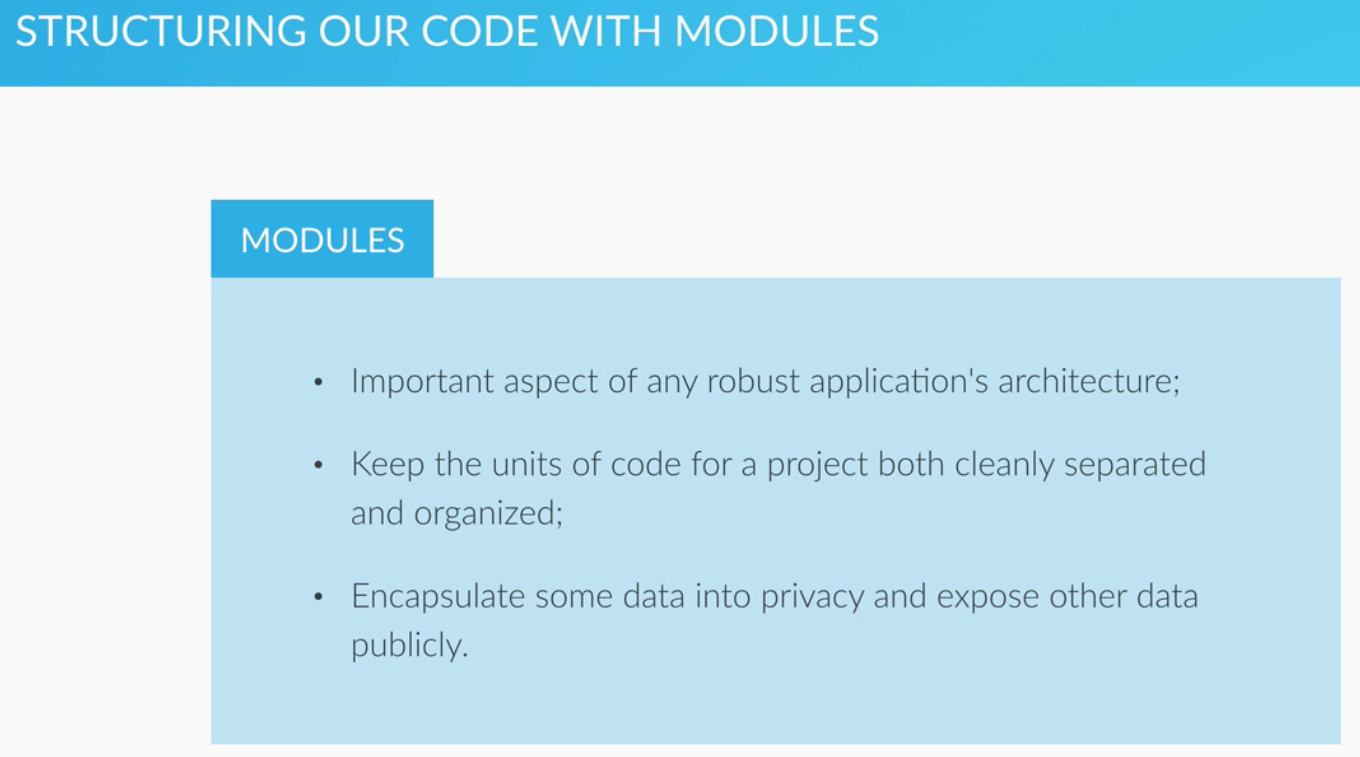 STRUCTURING OUR CODE WITH MODULES
MODULES
• Important aspect of any robust application's architecture;
• Keep the units of code for a project both cleanly separated
and organized;
• Encapsulate some data into privacy and expose other data
publicly.